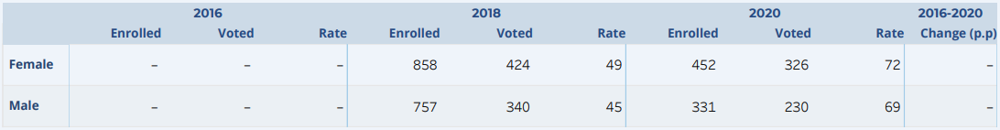 2016 2018 2020 2016-2020
Enrolled Voted Rate Enrolled Voted Rate Enrolled Voted Rate Change (p.p)
Female – – – 858 424 49 452 326 72 –
Male – – – 757 340 45 331 230 69 –